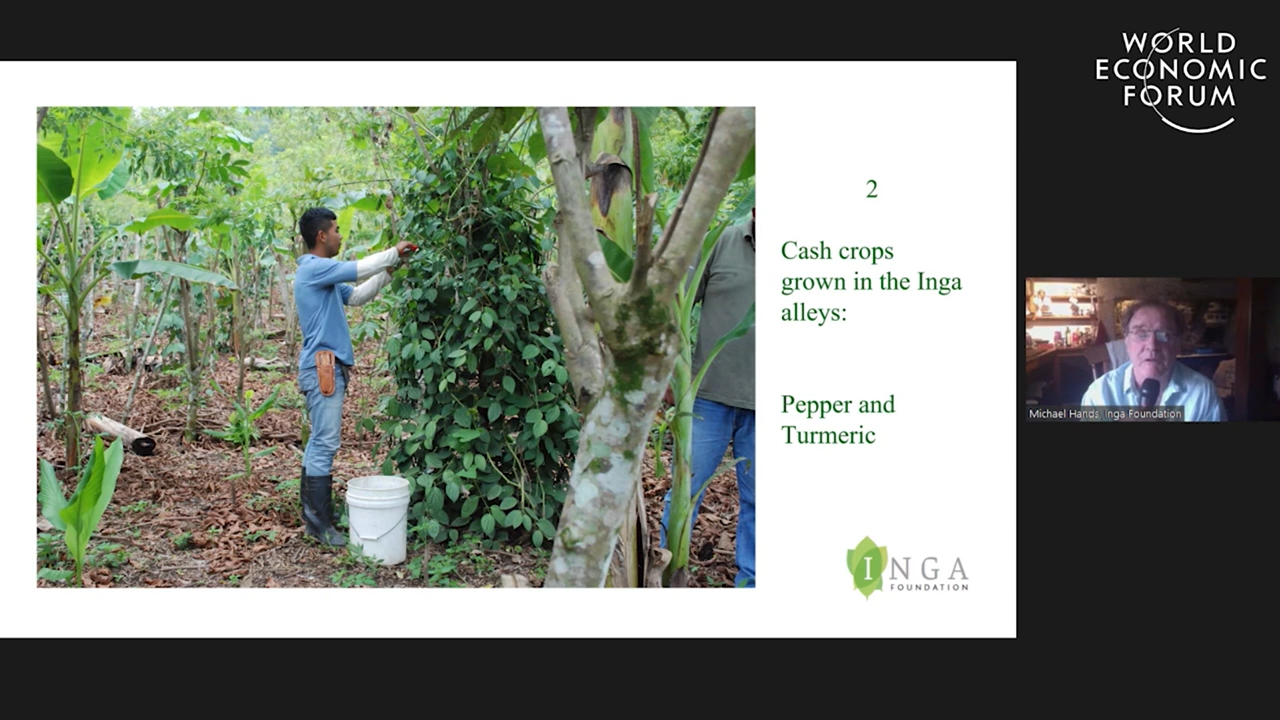 WORLD
ECONOMIC
FORUM
2
Cash crops
grown in the Inga
alleys:
Pepper and
Turmeric
Michael Hands, Inga Foundation
INGA
FOUNDATION